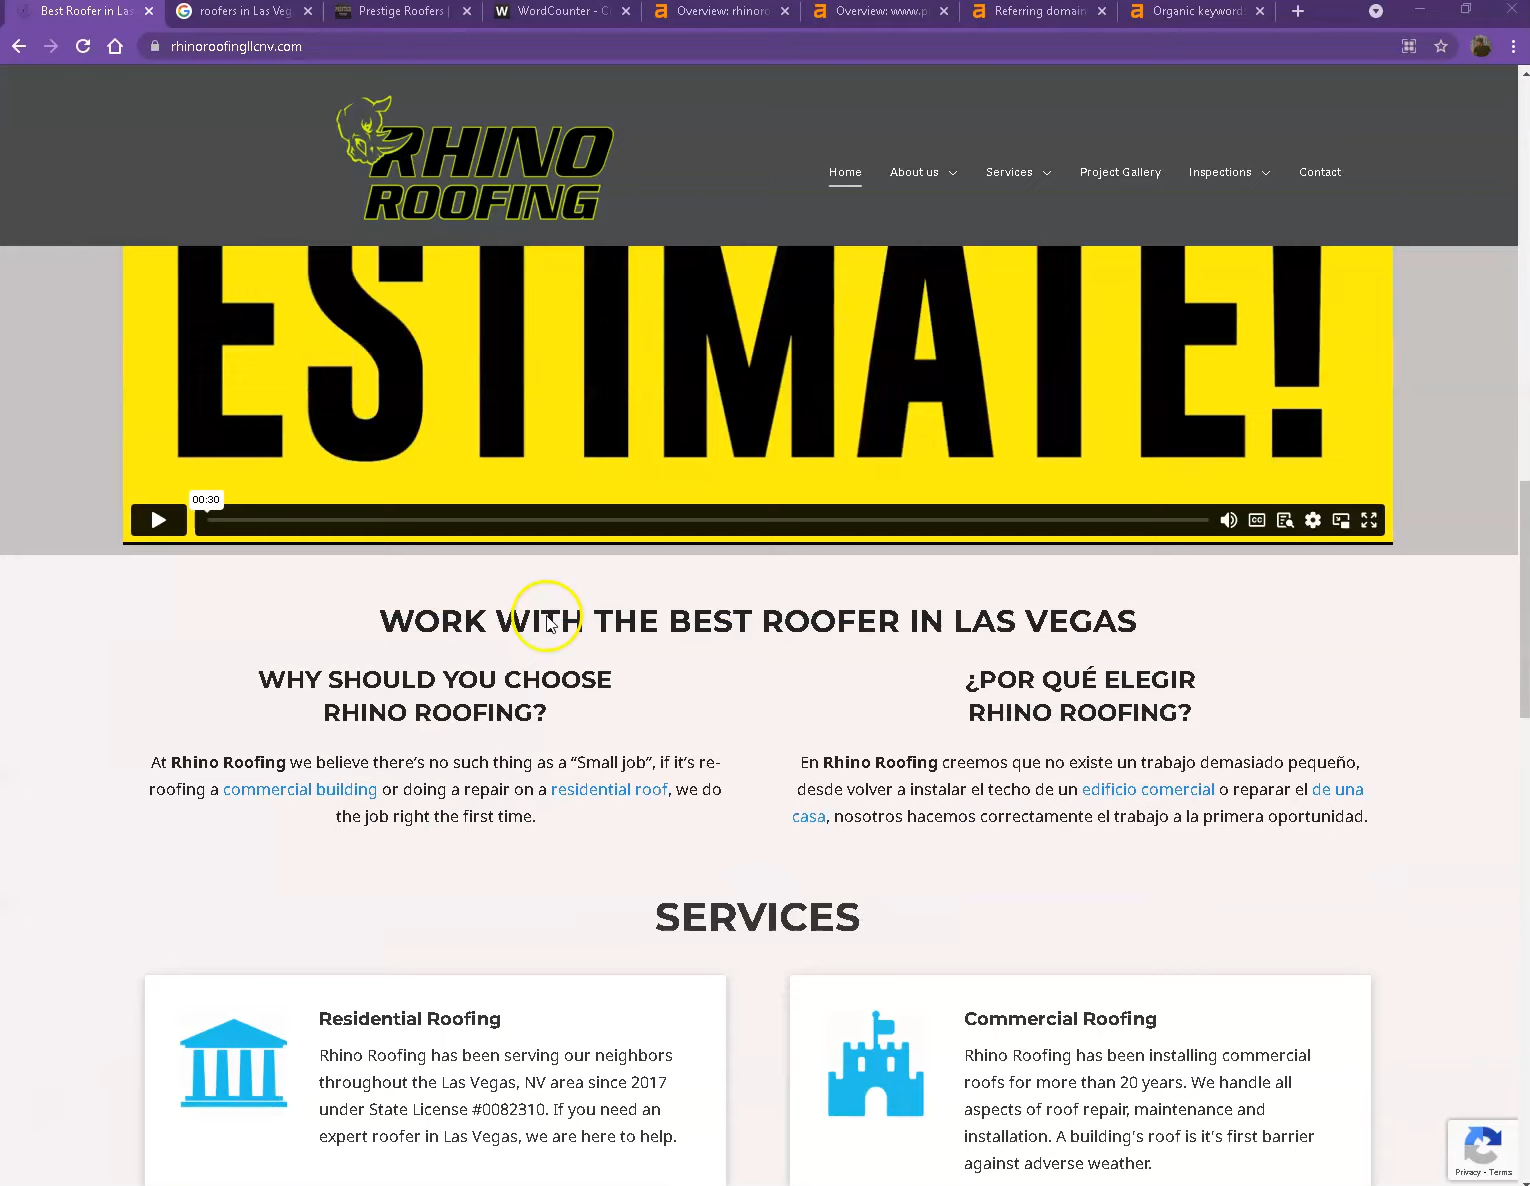 Best Roofer in Las
roofers in Las Veg
Prestige Roofers |
WordCounter - C
Overview: rhinoro
Overview: www.p
Referring domain
Organic keyword
rhinoroofingllcnv.com
RHINO
ROOFING
Home
About us
Services
Project Gallery
Inspections
Contact
ESTIMATE!
00:30
CC
WORK WITH THE BEST ROOFER IN LAS VEGAS
WHY SHOULD YOU CHOOSE
RHINO ROOFING?
At Rhino Roofing we believe there's no such thing as a “Small job”, if it's re-
roofing a commercial building or doing a repair on a residential roof, we do
the job right the first time.
¿POR QUÉ ELEGIR
RHINO ROOFING?
En Rhino Roofing creemos que no existe un trabajo demasiado pequeño,
desde volver a instalar el techo de un edificio comercial o reparar el de una
casa, nosotros hacemos correctamente el trabajo a la primera oportunidad.
SERVICES
Residential Roofing
Rhino Roofing has been serving our neighbors
throughout the Las Vegas, NV area since 2017
under State License #0082310. If you need an
expert roofer in Las Vegas, we are here to help.
Commercial Roofing
Rhino Roofing has been installing commercial
roofs for more than 20 years. We handle all
aspects of roof repair, maintenance and
installation. A building's roof is it's first barrier
against adverse weather.
Privacy - Terms